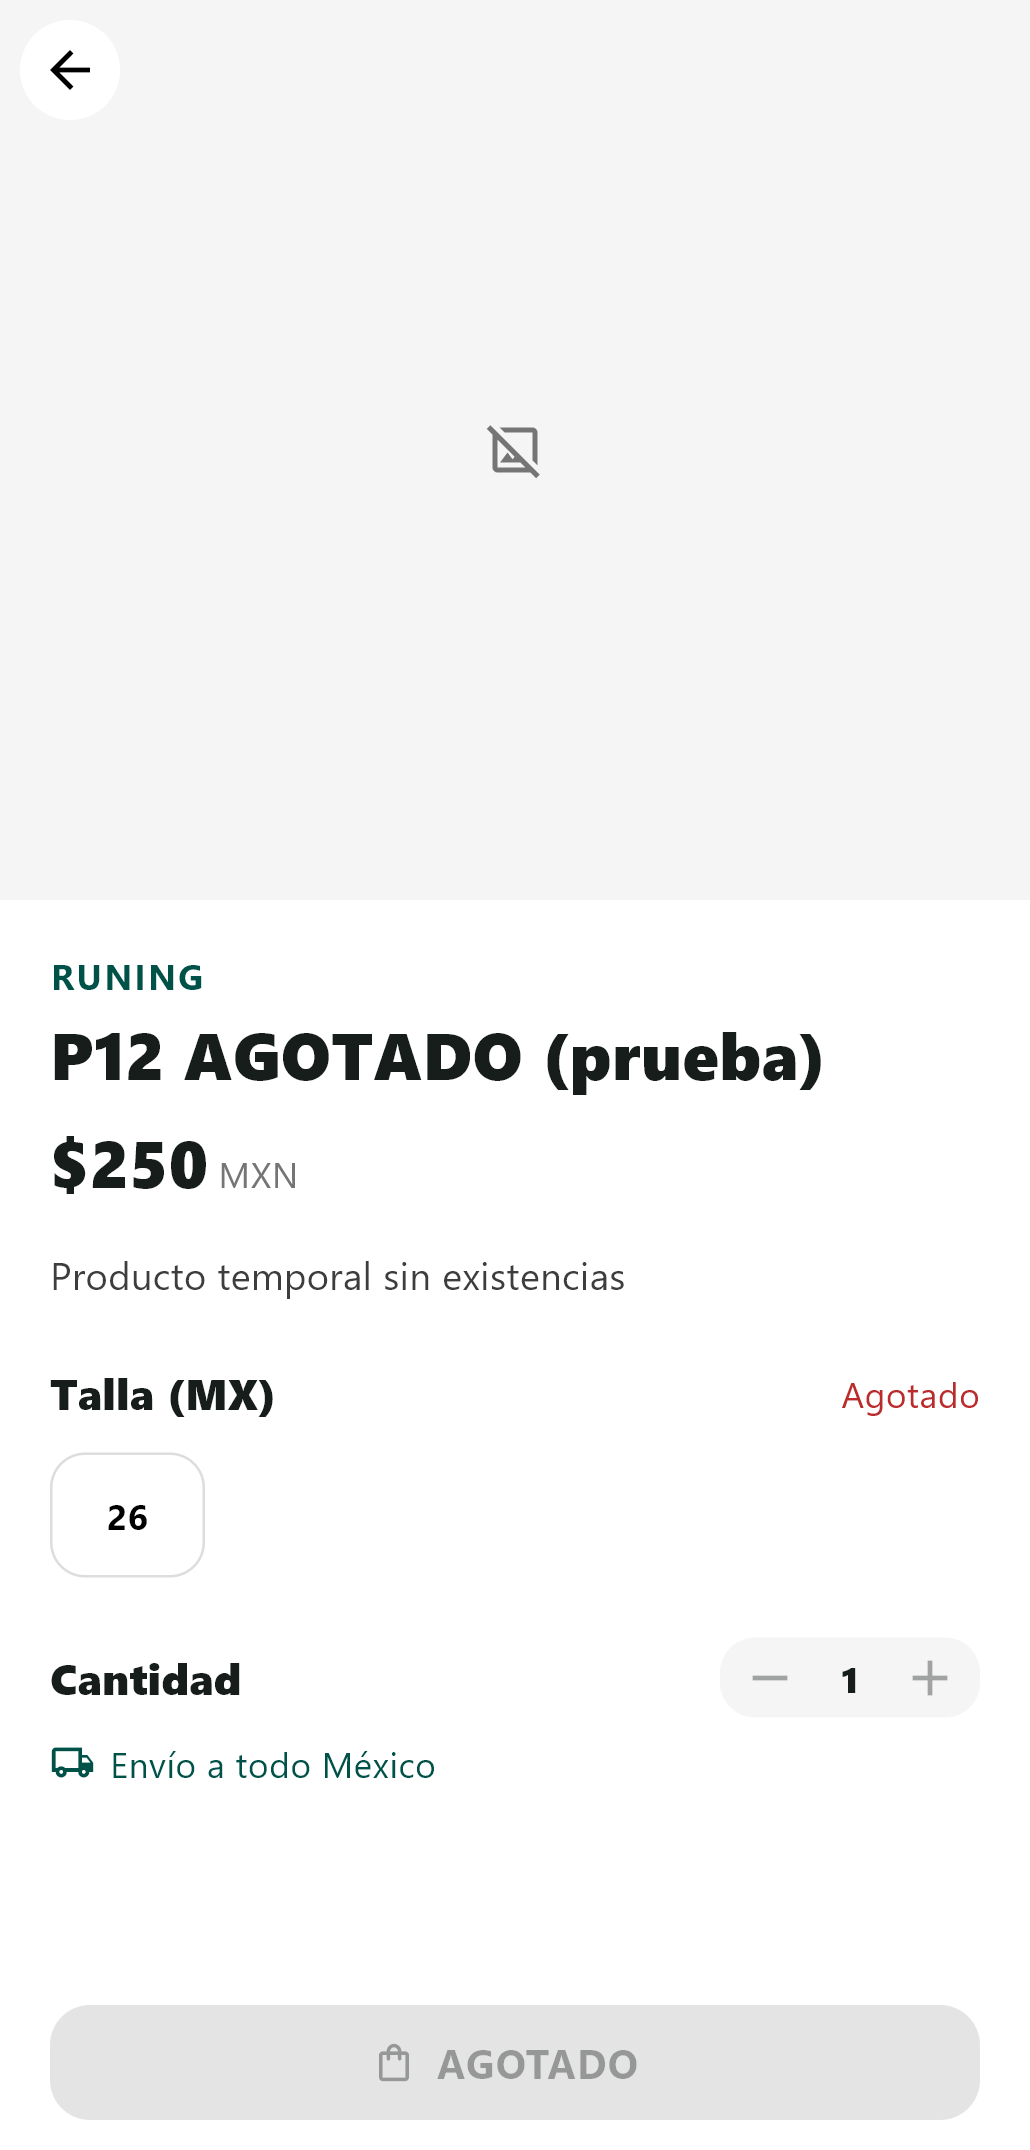 RUNING
P12 AGOTADO (prueba)
$250 MXN
Producto temporal sin existencias
Talla (MX) Agotado
26
Cantidad 1
Envío a todo México
AGOTADO